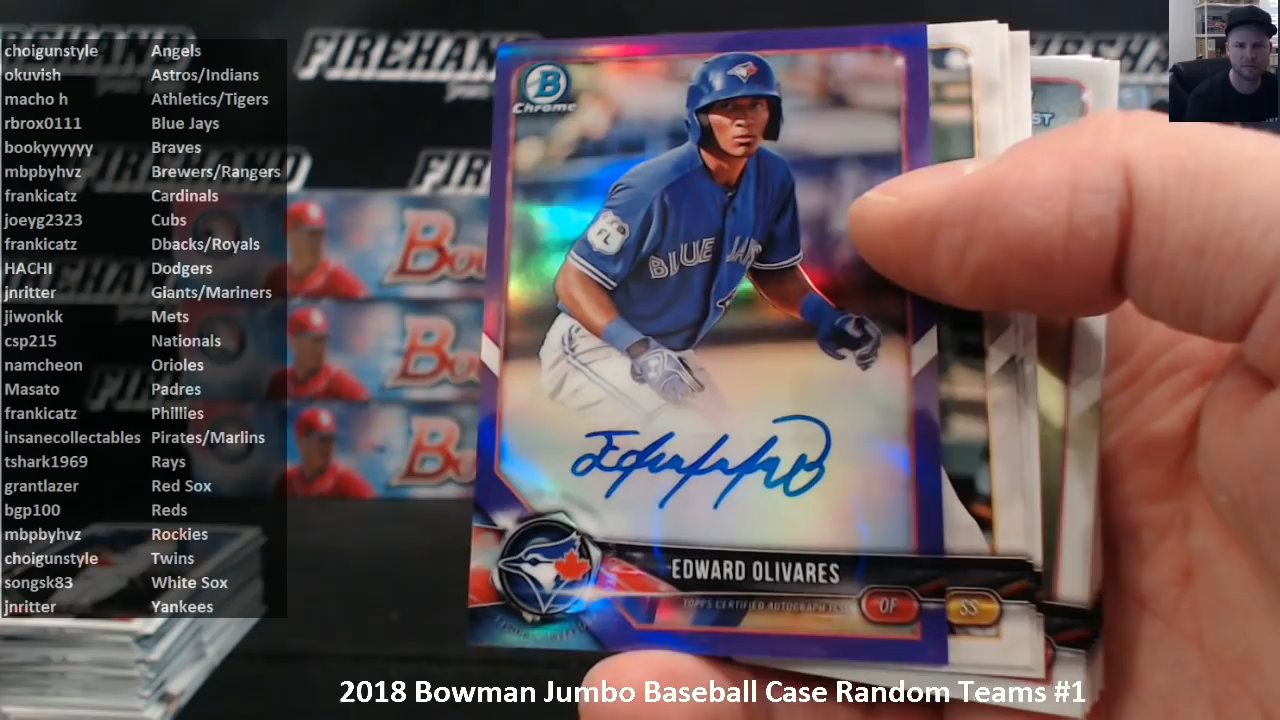 choigunstyle Angels
okuvish Astros/Indians
macho h Athletics/Tigers
rbrox0111 Blue Jays
bookyyyyyy Braves
mbpbyhvz Brewers/Rangers
frankicatz Cardinals
joeyg2323 Cubs
frankicatz Dbacks/Royals
HACHI Dodgers
jnritter Giants/Mariners
jiwonkk Mets
csp215 Nationals
namcheon Orioles
Masato Padres
frankicatz Phillies
insanecollectables Pirates/Marlins
tshark1969 Rays
grantlazer Red Sox
bgp100 Reds
mbpbyhvz Rockies
choigunstyle Twins
songsk83 White Sox
jnritter Yankees
FIREHAND
B
Chrome
FL
BLUE JAYS
EDWARD OLIVARES
TOPPS CERTIFIED AUTOGRAPH ISSUE
OF
SS
2018 Bowman Jumbo Baseball Case Random Teams #1